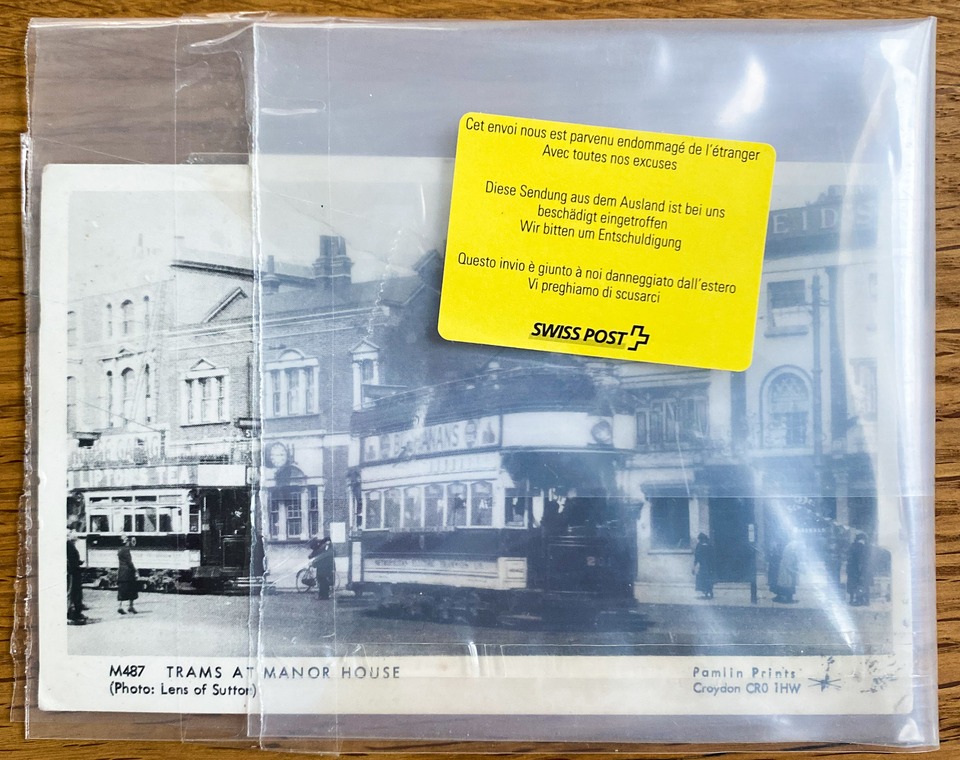 Cet envoi nous est parvenu endommagé de l'étranger
Avec toutes nos excuses
Diese Sendung aus dem Ausland ist bei uns
beschädigt eingetroffen
Wir bitten um Entschuldigung
Questo invio è giunto à noi danneggiato dall'estero
Vi preghiamo di scusarci
SWISS POST
LIPTON'S TEA
M487 TRAMS AT MANOR HOUSE
(Photo: Lens of Sutton)
Pamlin Prints
Croydon CR0 1HW